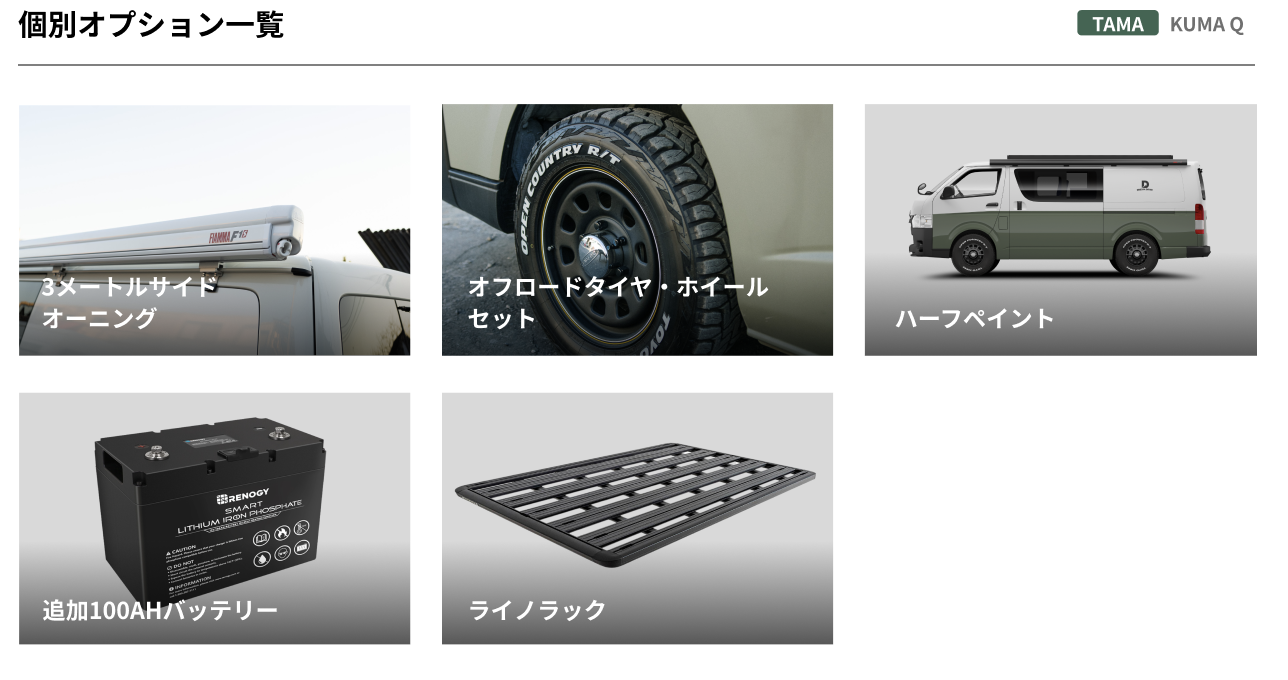 個別オプション一覧
TAMA
KUMA Q
FIAMMA F45
3メートルサイド
オーニング
OPEN COUNTRY R/T
TOYO
オフロードタイヤ・ホイール
セット
D
ハーフペイント
RENOGY
SMART
LITHIUM IRON PHOSPHATE
CAUTION
DO NOT
INFORMATION
追加100AHバッテリー
ライノラック